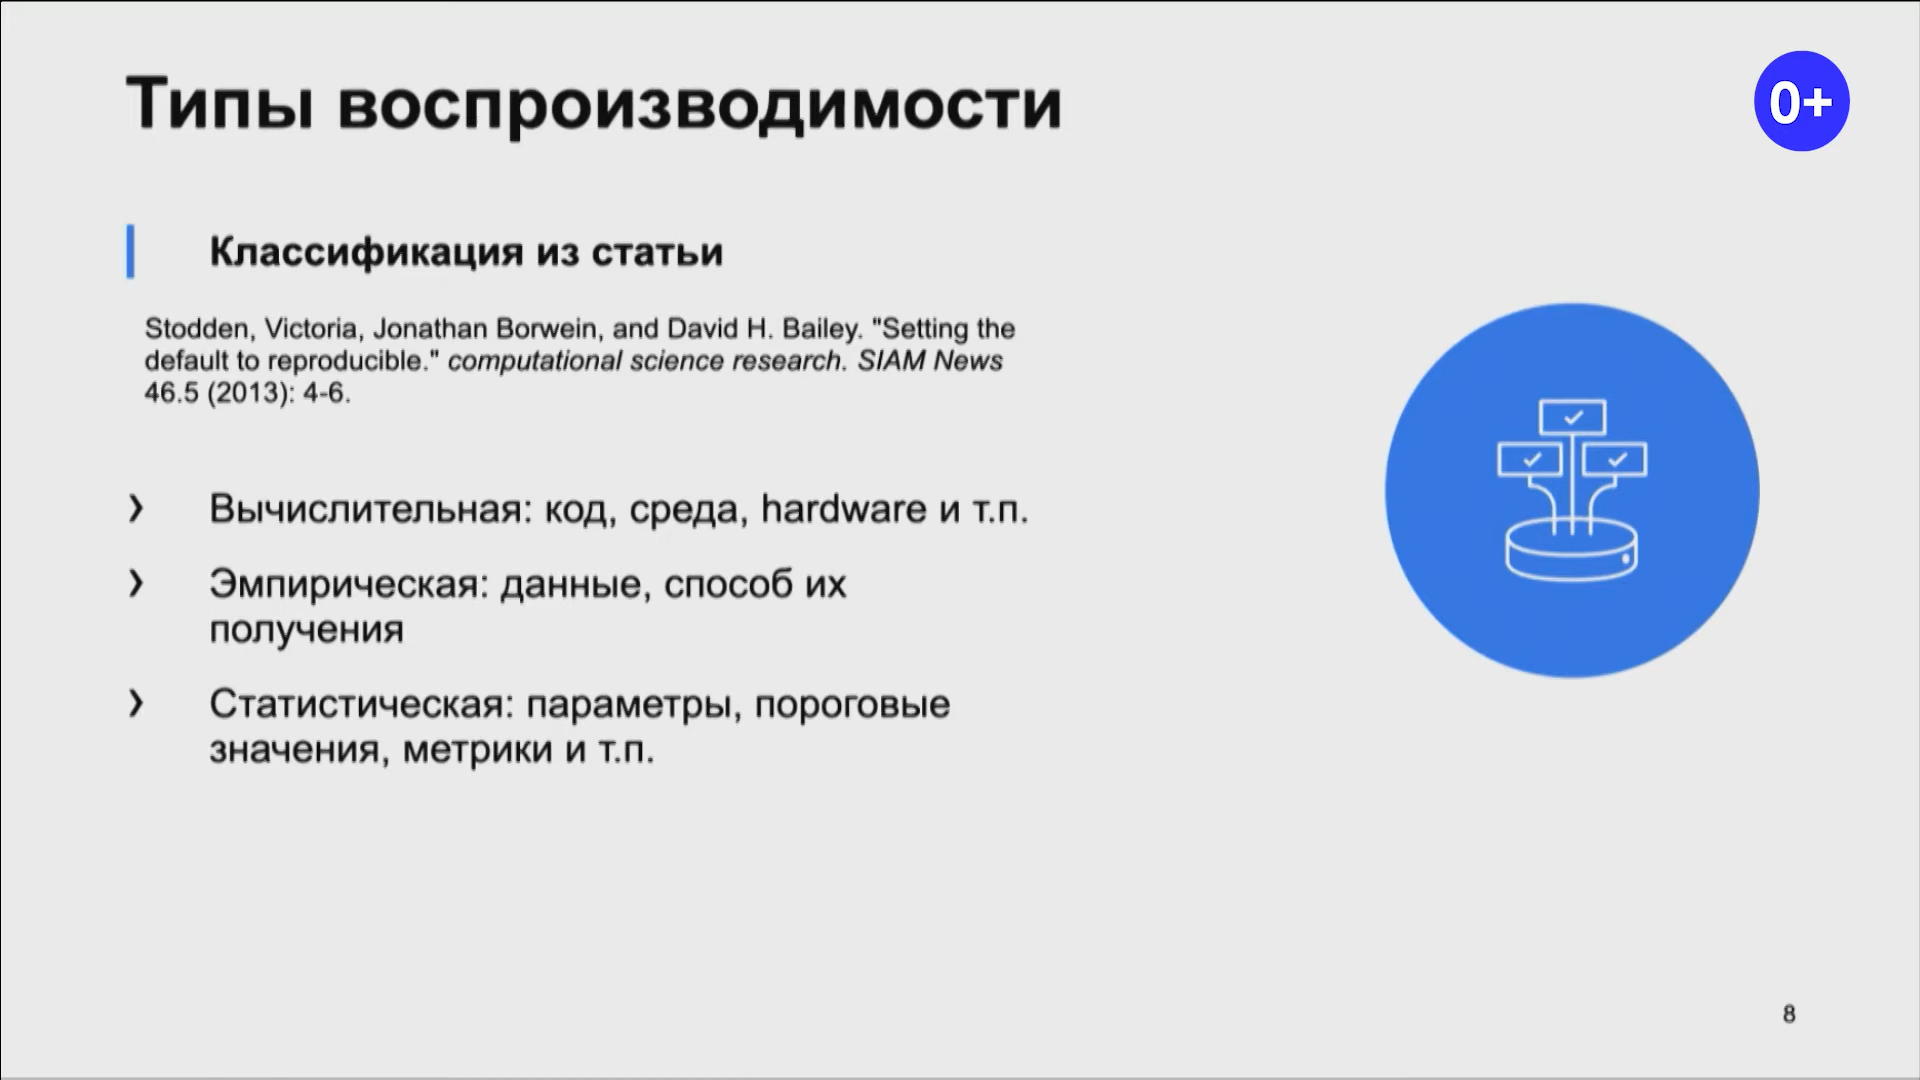 Типы воспроизводимости
0+
Классификация из статьи
Stodden, Victoria, Jonathan Borwein, and David H. Bailey. "Setting the
default to reproducible." computational science research. SIAM News
46.5 (2013): 4-6.
› Вычислительная: код, среда, hardware и т.п.
› Эмпирическая: данные, способ их
получения
› Статистическая: параметры, пороговые
значения, метрики и т.п.
8